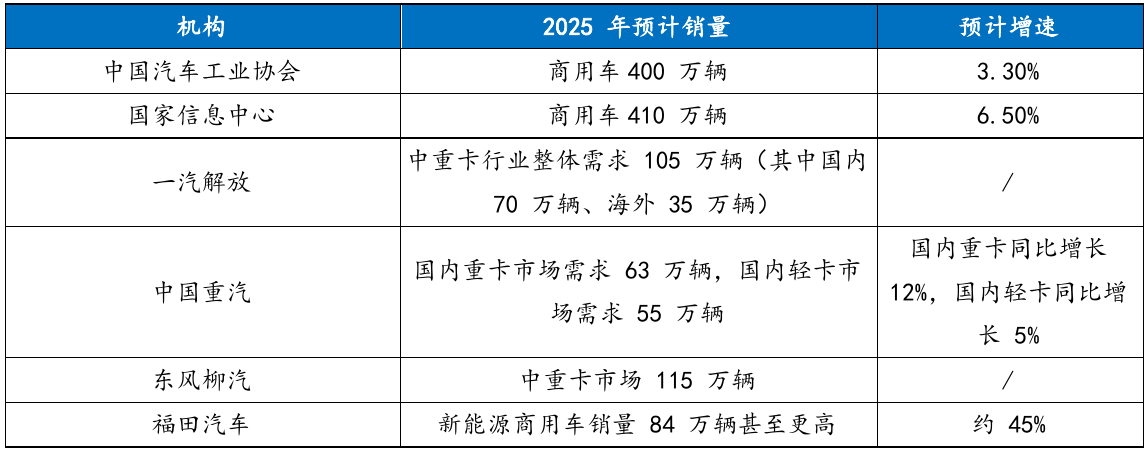 机构 2025 年预计销量 预计增速
中国汽车工业协会 商用车400 万辆 3.30%
国家信息中心 商用车410 万辆 6.50%
一汽解放 中重卡行业整体需求 105 万辆（其中国内
70 万辆、海外 35 万辆） /
中国重汽 国内重卡市场需求 63 万辆，国内轻卡市
场需求 55 万辆 国内重卡同比增长
12%，国内轻卡同比增
长 5%
东风柳汽 中重卡市场 115 万辆 /
福田汽车 新能源商用车销量 84 万辆甚至更高 约 45%